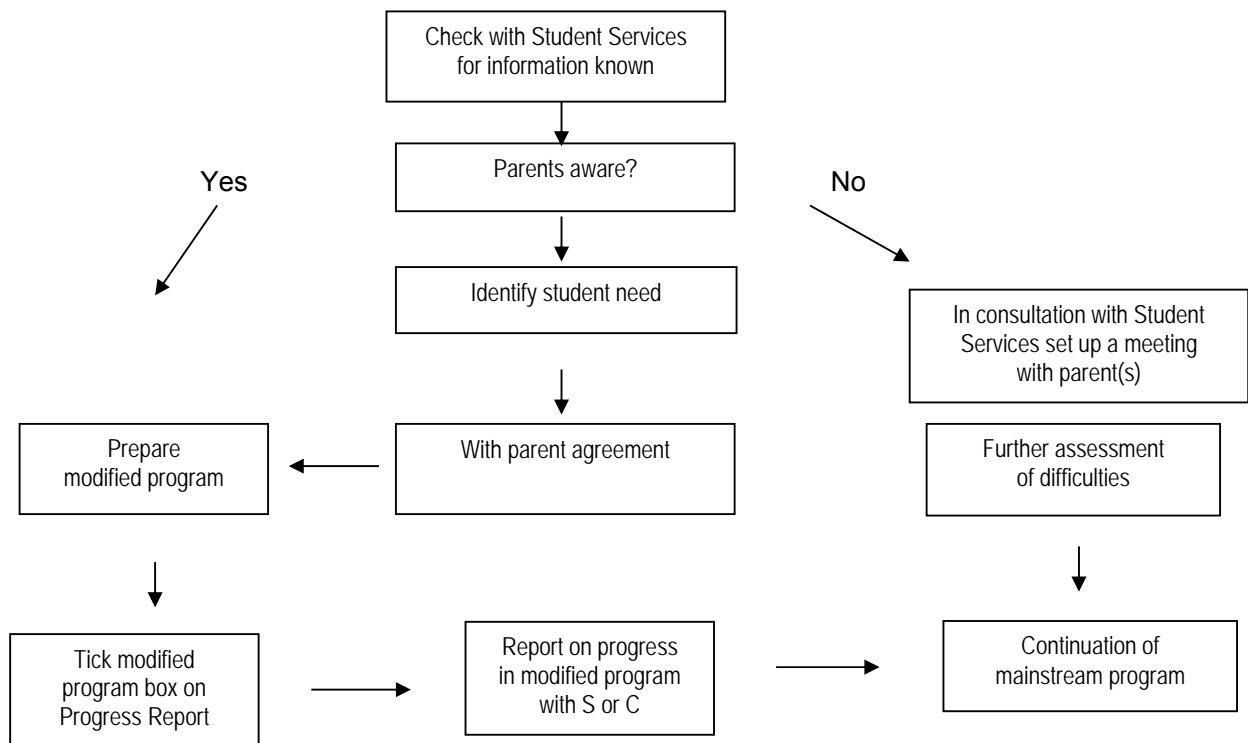 Check with Student Services
for information known
Parents aware?
Yes
No
Identify student need
In consultation with Student
Services set up a meeting
with parent(s)
Prepare
modified program
With parent agreement
Further assessment
of difficulties
Tick modified
program box on
Progress Report
Report on progress
in modified program
with S or C
Continuation of
mainstream program